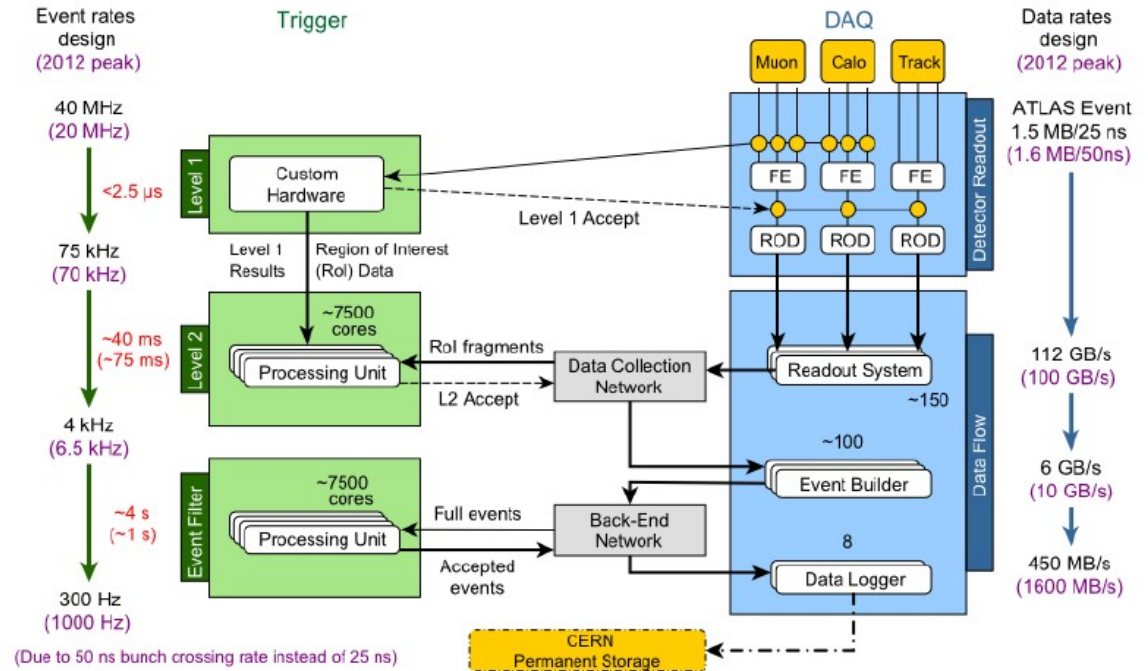 Event rates
design
(2012 peak)
Trigger
DAQ
Data rates
design
(2012 peak)
Muon
Calo
Track
40 MHz
(20 MHz)
ATLAS Event
1.5 MB/25 ns
(1.6 MB/50ns)
Level 1
Custom
Hardware
FE
FE
FE
<2.5 µs
Level 1 Accept
ROD
ROD
ROD
Detector Readout
75 kHz
(70 kHz)
Level 1
Results
Region of Interest
(RoI) Data
Level 2
~7500
cores
Processing Unit
~40 ms
(~75 ms)
RoI fragments
L2 Accept
Data Collection
Network
Readout System
~150
112 GB/s
(100 GB/s)
4 kHz
(6.5 kHz)
~100
Event Builder
Data Flow
6 GB/s
(10 GB/s)
Event Filter
~7500
cores
Processing Unit
~4 s
(~1 s)
Full events
Accepted
events
Back-End
Network
8
Data Logger
450 MB/s
(1600 MB/s)
300 Hz
(1000 Hz)
(Due to 50 ns bunch crossing rate instead of 25 ns)
CERN
Permanent Storage